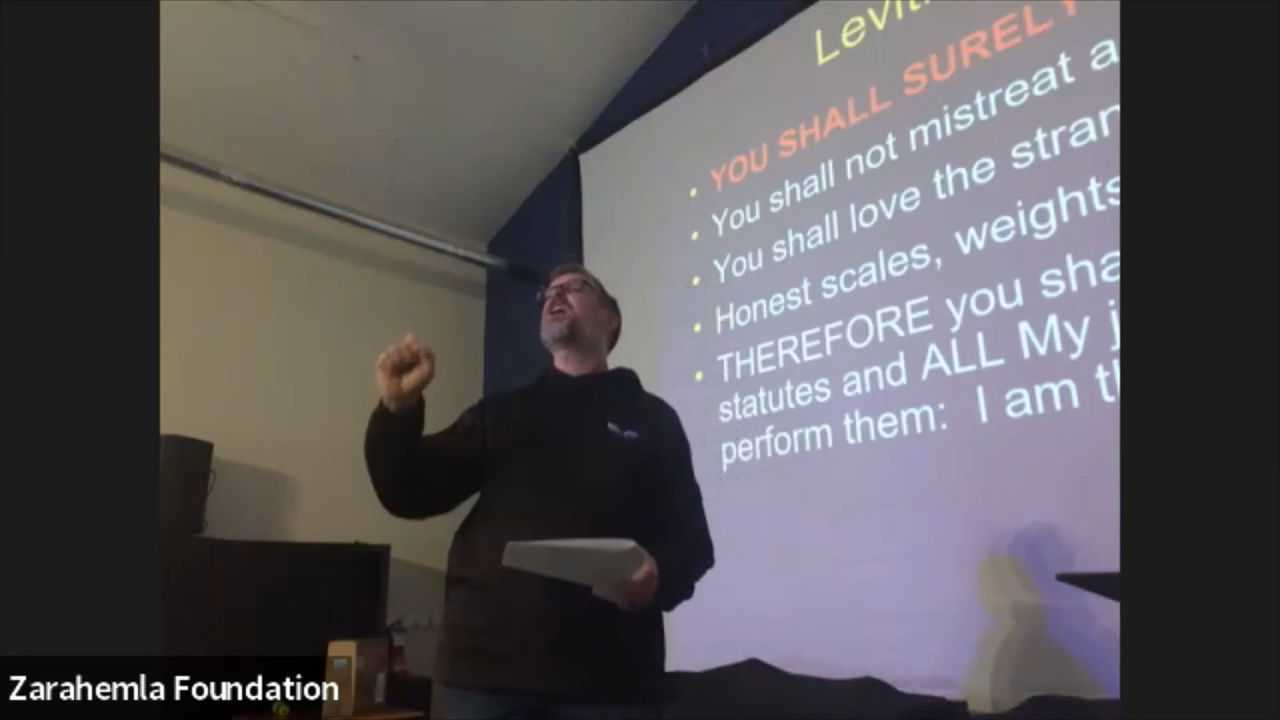 Levit
YOU SHALL SURELY
You shall not mistreat a
You shall love the stran
Honest scales, weights
THEREFORE you sha
statutes and ALL My j
perform them: I am th
Zarahemla Foundation